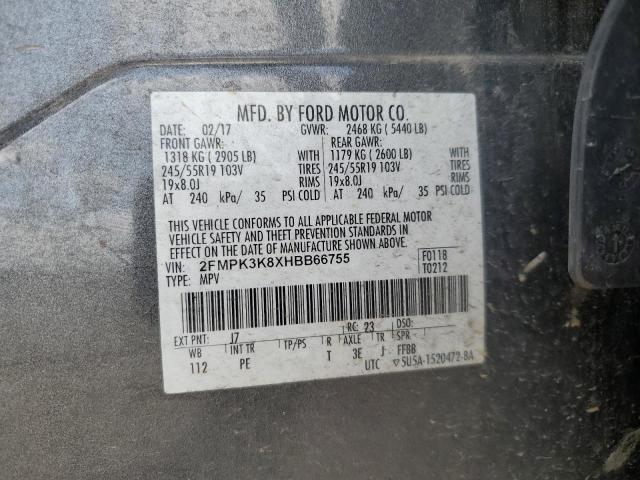 MFD. BY FORD MOTOR CO.
DATE: 02/17 GVWR: 2468 KG ( 5440 LB)
FRONT GAWR: REAR GAWR:
1318 KG ( 2905 LB) WITH 1179 KG ( 2600 LB) WITH
245/55R19 103V TIRES 245/55R19 103V TIRES
19x8.0J RIMS 19x8.0J RIMS
AT 240 kPa/ 35 PSI COLD AT 240 kPa/ 35 PSI COLD
THIS VEHICLE CONFORMS TO ALL APPLICABLE FEDERAL MOTOR
VEHICLE SAFETY AND THEFT PREVENTION STANDARDS IN
EFFECT ON THE DATE OF MANUFACTURE SHOWN ABOVE.
VIN: 2FMPK3K8XHBB66755 F0118
TYPE: MPV T0212
EXT PNT: J7 RC: 23 DSO:
WB INT TR TP/PS R AXLE TR SPR
112 PE T 3E J FFBB
UTC ▽5U5A-1520472-BA